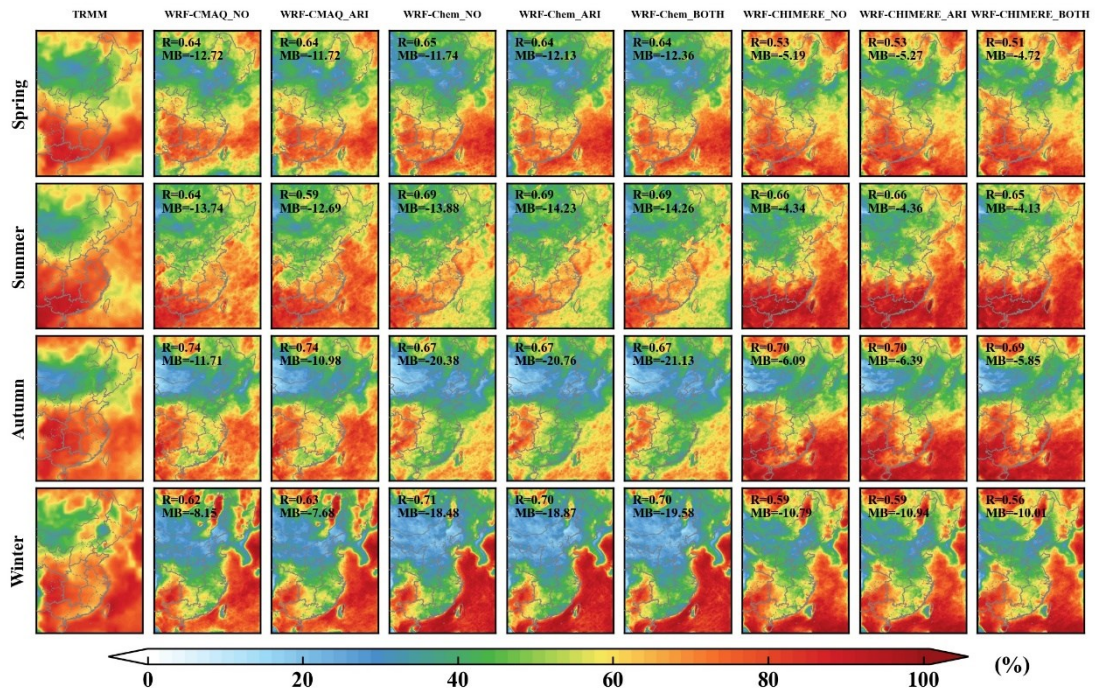 TRMM WRF-CMAQ_NO WRF-CMAQ_ARI WRF-Chem_NO WRF-Chem_ARI WRF-Chem_BOTH WRF-CHIMERE_NO WRF-CHIMERE_ARI WRF-CHIMERE_BOTH
Spring
R=0.64 R=0.64 R=0.65 R=0.64 R=0.64 R=0.53 R=0.53 R=0.51
MB=-12.72 MB=-11.72 MB=-11.74 MB=-12.13 MB=-12.36 MB=-5.19 MB=-5.27 MB=-4.72
Summer
R=0.64 R=0.59 R=0.69 R=0.69 R=0.69 R=0.66 R=0.66 R=0.65
MB=-13.74 MB=-12.69 MB=-13.88 MB=-14.23 MB=-14.26 MB=-4.34 MB=-4.36 MB=-4.13
Autumn
R=0.74 R=0.74 R=0.67 R=0.67 R=0.67 R=0.70 R=0.70 R=0.69
MB=-11.71 MB=-10.98 MB=-20.38 MB=-20.76 MB=-21.13 MB=-6.09 MB=-6.39 MB=-5.85
Winter
R=0.62 R=0.63 R=0.71 R=0.70 R=0.70 R=0.59 R=0.59 R=0.56
MB=-8.15 MB=-7.68 MB=-18.48 MB=-18.87 MB=-19.58 MB=-10.79 MB=-10.94 MB=-10.01
0 20 40 60 80 100 (%)